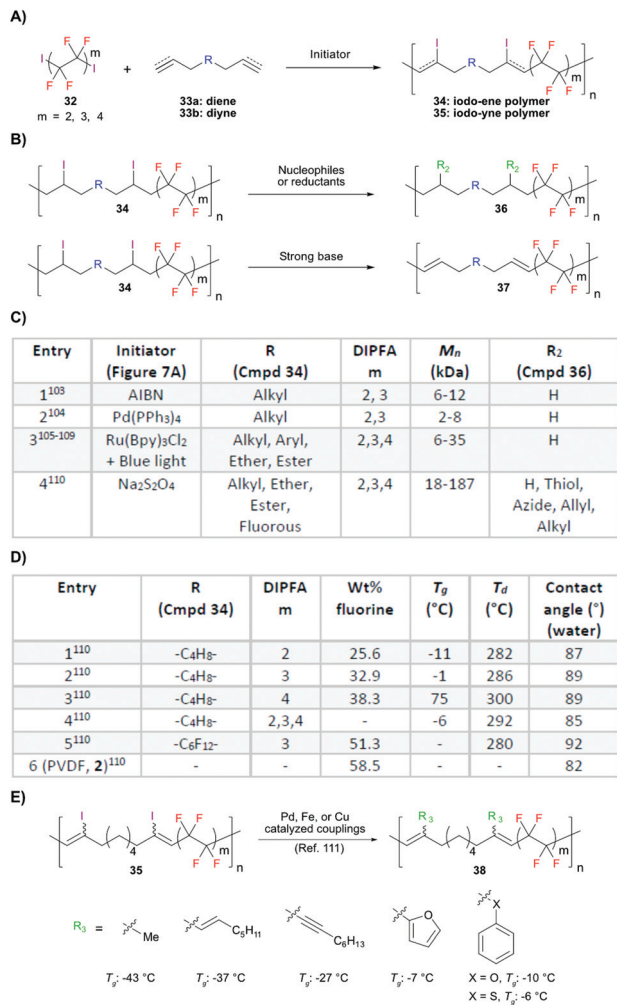 A)
I F F m I F F
32
m = 2, 3, 4
+
R
33a: diene
33b: diyne
Initiator
I R I F F F F m n
34: iodo-ene polymer
35: iodo-yne polymer
B)
I R I F F F F m n
34
Nucleophiles
or reductants
R2 R R2 F F F F m n
36
I R I F F F F m n
34
Strong base
R F F F F m n
37
C)
Entry Initiator (Figure 7A) R (Cmpd 34) DIPFA m Mn (kDa) R2 (Cmpd 36)
1103 AIBN Alkyl 2, 3 6-12 H
2104 Pd(PPh3)4 Alkyl 2,3 2-8 H
3105-109 Ru(Bpy)3Cl2 + Blue light Alkyl, Aryl, Ether, Ester 2,3,4 6-35 H
4110 Na2S2O4 Alkyl, Ether, Ester, Fluorous 2,3,4 18-187 H, Thiol, Azide, Allyl, Alkyl
D)
Entry R (Cmpd 34) DIPFA m Wt% fluorine Tg (°C) Td (°C) Contact angle (°) (water)
1110 -C4H8- 2 25.6 -11 282 87
2110 -C4H8- 3 32.9 -1 286 89
3110 -C4H8- 4 38.3 75 300 89
4110 -C4H8- 2,3,4 - -6 292 85
5110 -C6F12- 3 51.3 - 280 92
6 (PVDF, 2)110 - - 58.5 - - 82
E)
I 4 I F F F F m n
35
Pd, Fe, or Cu
catalyzed couplings
(Ref. 111)
R3 4 R3 F F F F m n
38
R3 = Me C5H11 C6H13 O X
Tg: -43 °C Tg: -37 °C Tg: -27 °C Tg: -7 °C X = O, Tg: -10 °C
X = S, Tg: -6 °C